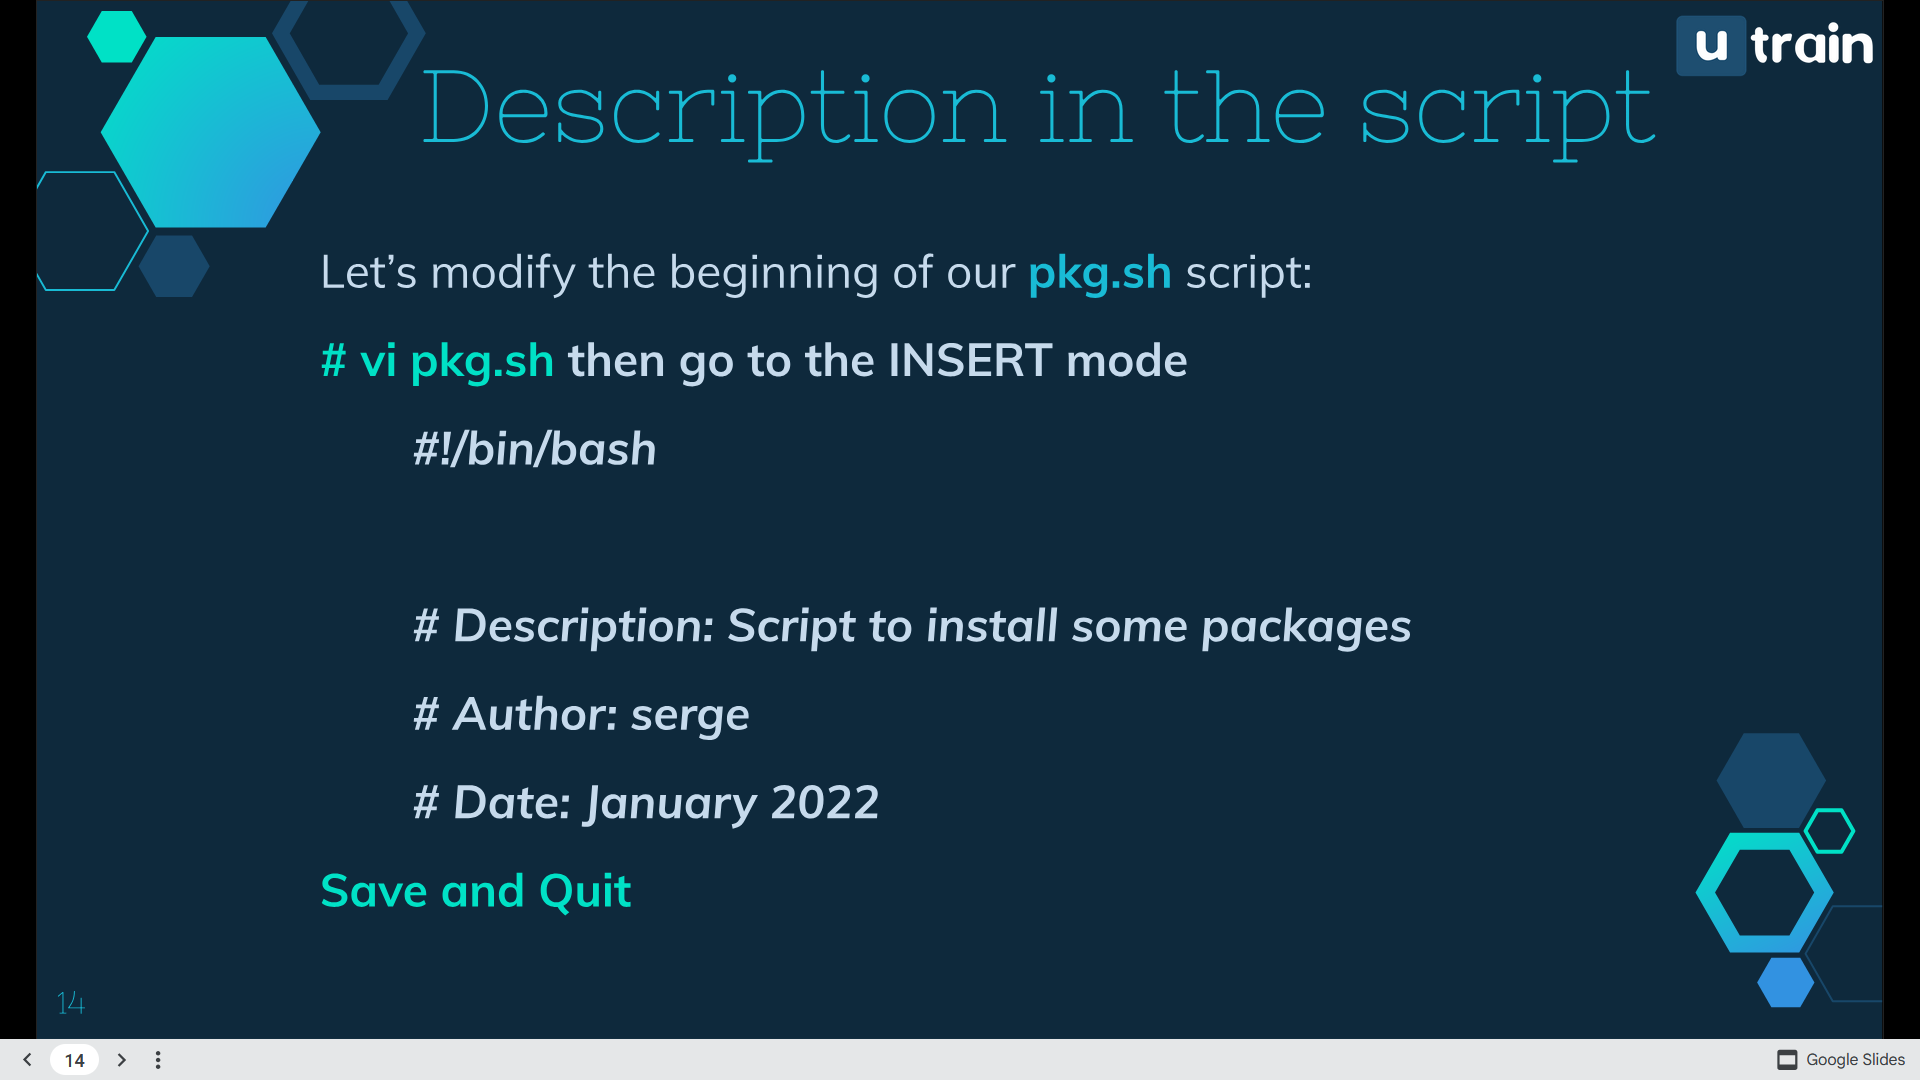 u train
Description in the script
Let’s modify the beginning of our pkg.sh script:
# vi pkg.sh then go to the INSERT mode
#!/bin/bash
# Description: Script to install some packages
# Author: serge
# Date: January 2022
Save and Quit
14
14
Google Slides